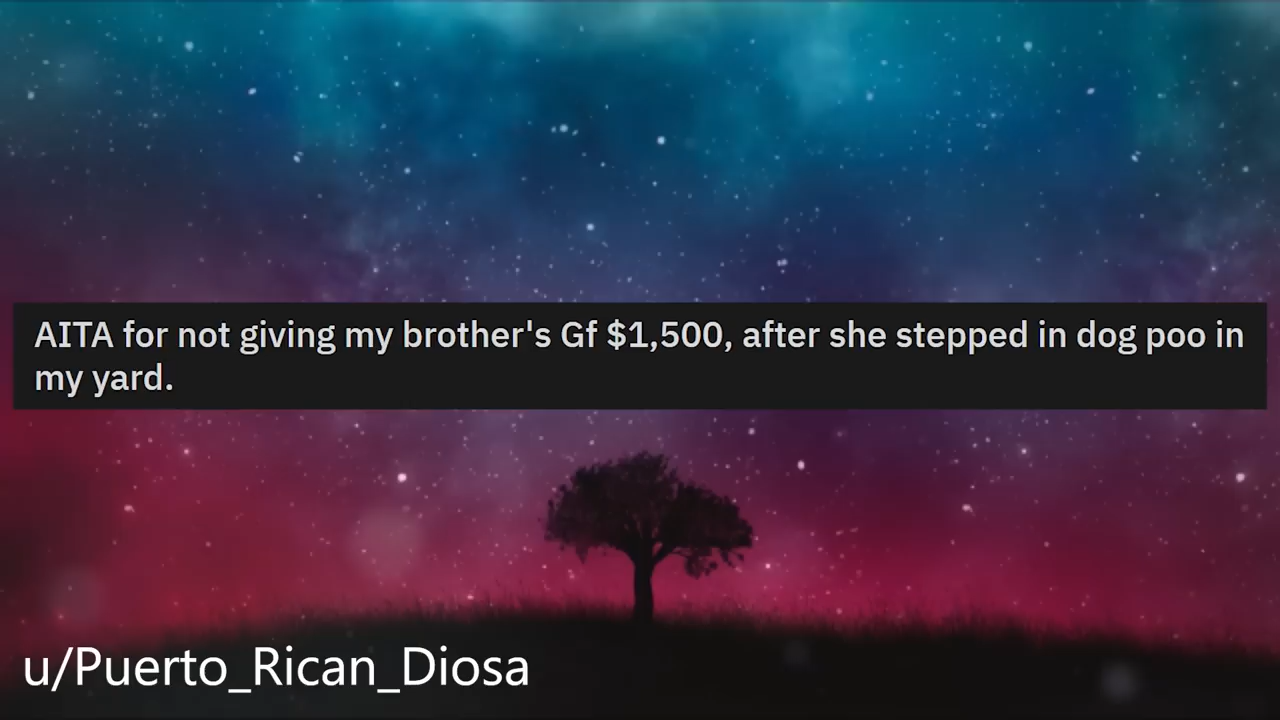 AITA for not giving my brother's Gf $1,500, after she stepped in dog poo in
my yard.
u/Puerto_Rican_Diosa